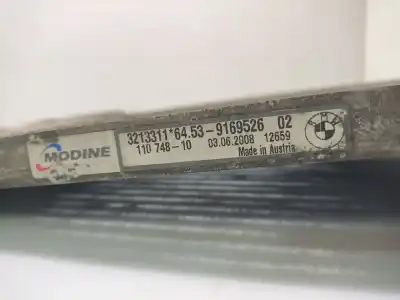 MODINE
3213311*64.53-9169526 02
110 748-10 03.06.2008 12659
Made in Austria
BMW